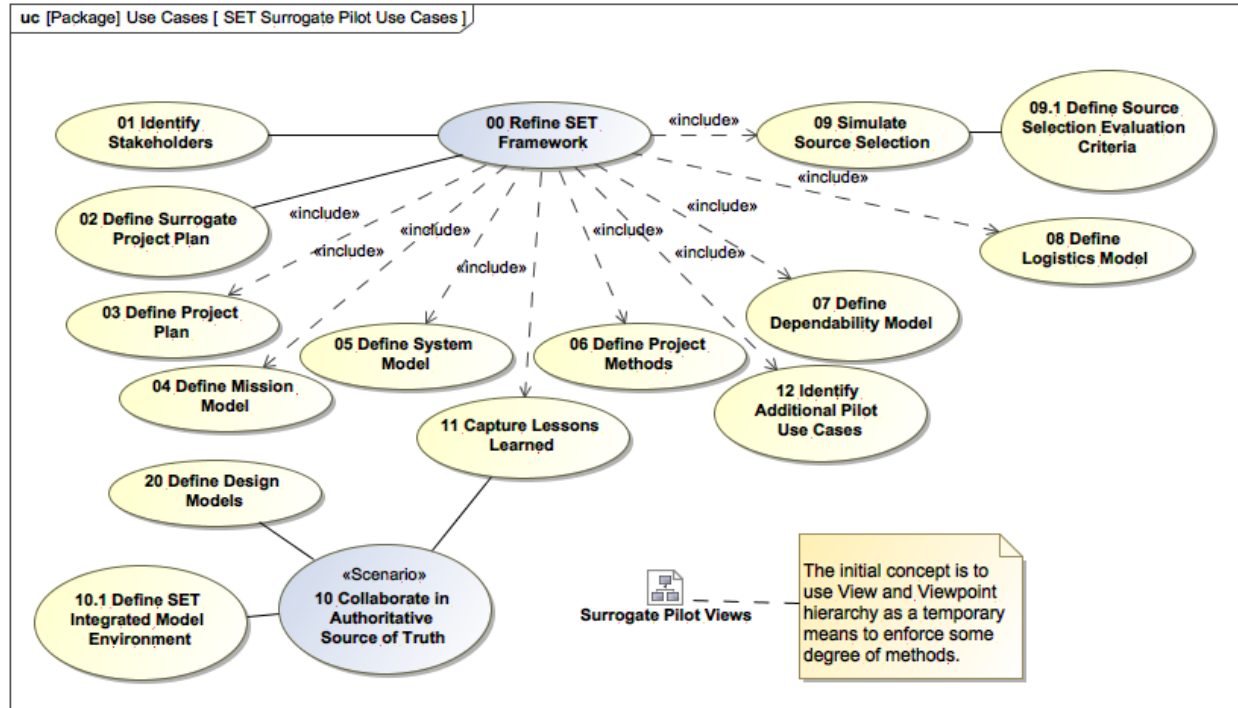 uc [Package] Use Cases [ SET Surrogate Pilot Use Cases ]
01 Identify
Stakeholders
00 Refine SET
Framework
«include»
09 Simulate
Source Selection
09.1 Define Source
Selection Evaluation
Criteria
«include»
02 Define Surrogate
Project Plan
«include»
«include»
«include»
«include»
«include»
«include»
«include»
08 Define
Logistics Model
03 Define Project
Plan
07 Define
Dependability Model
05 Define System
Model
06 Define Project
Methods
04 Define Mission
Model
12 Identify
Additional Pilot
Use Cases
11 Capture Lessons
Learned
20 Define Design
Models
10.1 Define SET
Integrated Model
Environment
«Scenario»
10 Collaborate in
Authoritative
Source of Truth
Surrogate Pilot Views
The initial concept is to
use View and Viewpoint
hierarchy as a temporary
means to enforce some
degree of methods.